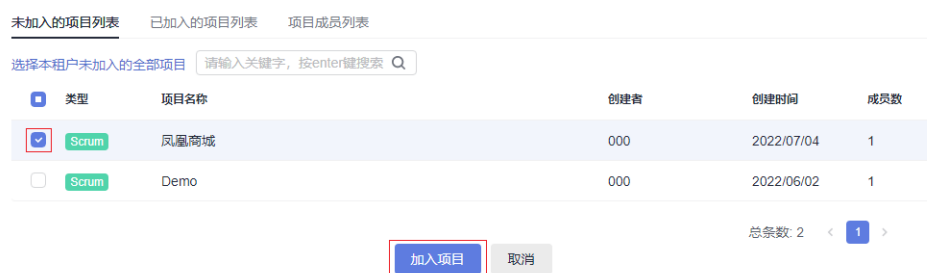 未加入的项目列表 已加入的项目列表 项目成员列表
选择本租户未加入的全部项目 请输入关键字，按enter键搜索
类型 项目名称 创建者 创建时间 成员数
Scrum 凤凰商城 000 2022/07/04 1
Scrum Demo 000 2022/06/02 1
总条数: 2 < 1 >
加入项目 取消